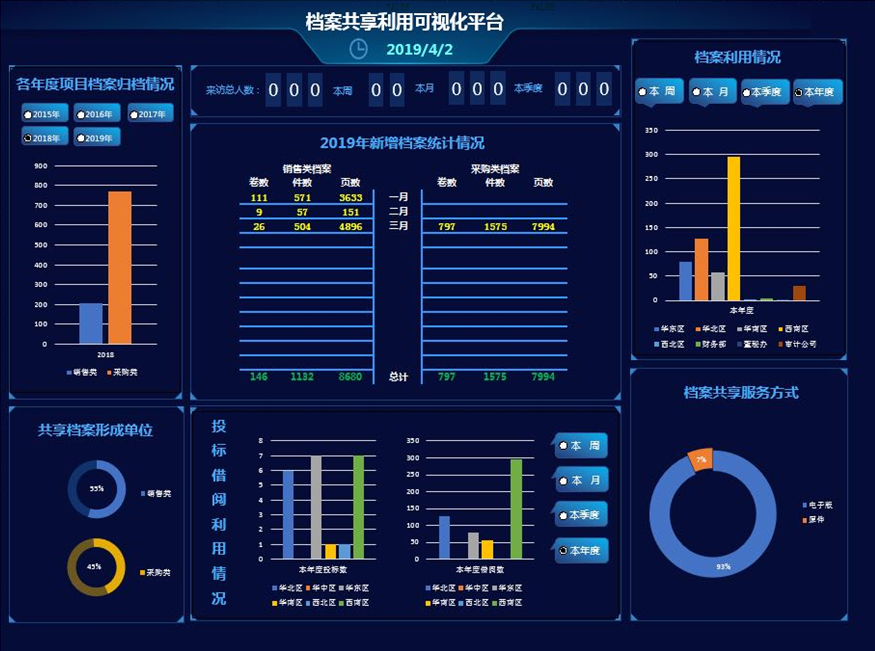 档案共享利用可视化平台
2019/4/2
各年度项目档案归档情况
2015年 2016年 2017年
2018年 2019年
900
800
700
600
500
400
300
200
100
0
2018
销售类 采购类
来访总人数： 0 0 0 本周 0 0 本月 0 0 0 本季度 0 0 0
2019年新增档案统计情况
销售类档案 采购类档案
卷数 件数 页数 卷数 件数 页数
111 571 3633 一月
9 57 151 二月
26 504 4896 三月 797 1575 7994
146 1132 8680 总计 797 1575 7994
档案利用情况
本 周 本 月 本季度 本年度
350
300
250
200
150
100
50
0
本年度
华东区 华北区 华南区 西南区
西北区 财务部 董秘办 审计公司
共享档案形成单位
55%
销售类
45%
采购类
投标借阅利用情况
8
7
6
5
4
3
2
1
0
本年度投标数
华北区 华中区 华东区
华南区 西北区 西南区
350
300
250
200
150
100
50
0
本年度借阅数
华北区 华中区 华东区
华南区 西北区 西南区
本 周
本 月
本季度
本年度
档案共享服务方式
7%
93%
电子版
原件